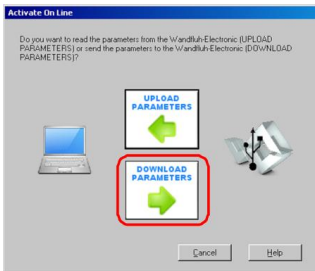 Activate On Line
Do you want to read the parameters from the Wandfluh-Electronic (UPLOAD
PARAMETERS) or send the parameters to the Wandfluh-Electronic (DOWNLOAD
PARAMETERS)?
UPLOAD
PARAMETERS
DOWNLOAD
PARAMETERS
Cancel
Help